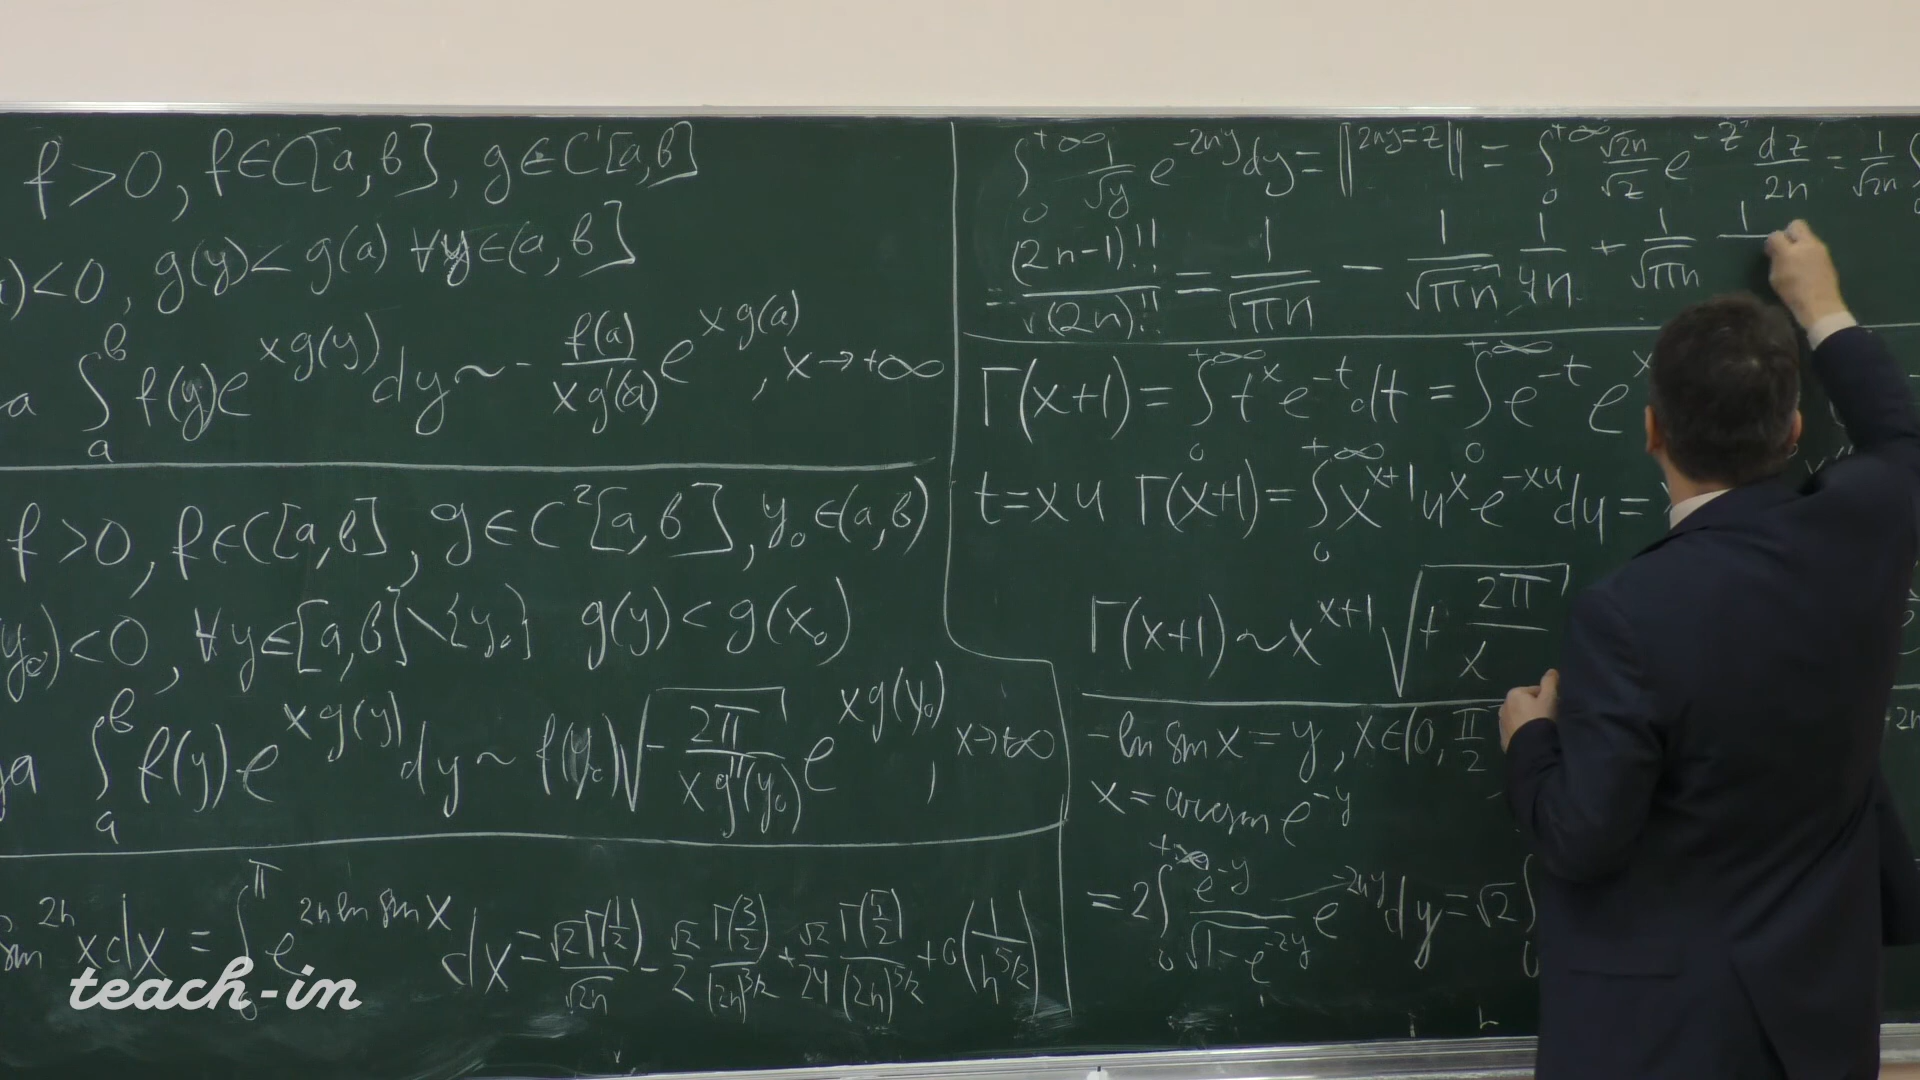 f>0, f∈C[a,b], g∈C'[a,b]
)<0, g(y)<g(a) ∀y∈(a,b]
∫_a^b f(y)e^{xg(y)}dy ~ - f(a)/(xg'(a)) e^{xg(a)}, x→+∞
f>0, f∈C[a,b], g∈C²[a,b], y₀∈(a,b)
y₀)<0, ∀y∈[a,b]\{y₀} g(y)<g(x₀)
∫_a^b f(y)e^{xg(y)}dy ~ f(y₀)√(- 2π/(xg''(y₀))) e^{xg(y₀)}, x→+∞
sin^{2n}xdx = ∫^π e^{2n ln sin x}dx = √2Γ(1/2)/√(2n) - √2/2 Γ(3/2)/(2n)^{3/2} + √2/24 Γ(5/2)/(2n)^{5/2} + o(1/n^{5/2})
teach-in
∫_0^{+∞} 1/√y e^{-2ny}dy = ‖2ny=z‖ = ∫_0^{+∞} √2n/√z e^{-z} dz/2n = 1/√2n ∫
(2n-1)!!/(2n)!! = 1/√πn - 1/√πn 1/4n + 1/√πn 1
Γ(x+1) = ∫_0^{+∞} t^x e^{-t}dt = ∫_0^{+∞} e^{-t} e^x
t=xu Γ(x+1) = ∫_0^{+∞} x^{x+1}u^x e^{-xu}du =
Γ(x+1) ~ x^{x+1} √(+ 2π/x)
-ln sin x = y, x∈(0, π/2
x = arcsin e^{-y}
= 2∫_0^{+∞} e^{-y}/√(1-e^{-2y}) e^{-2ny}dy = √2 ∫_0